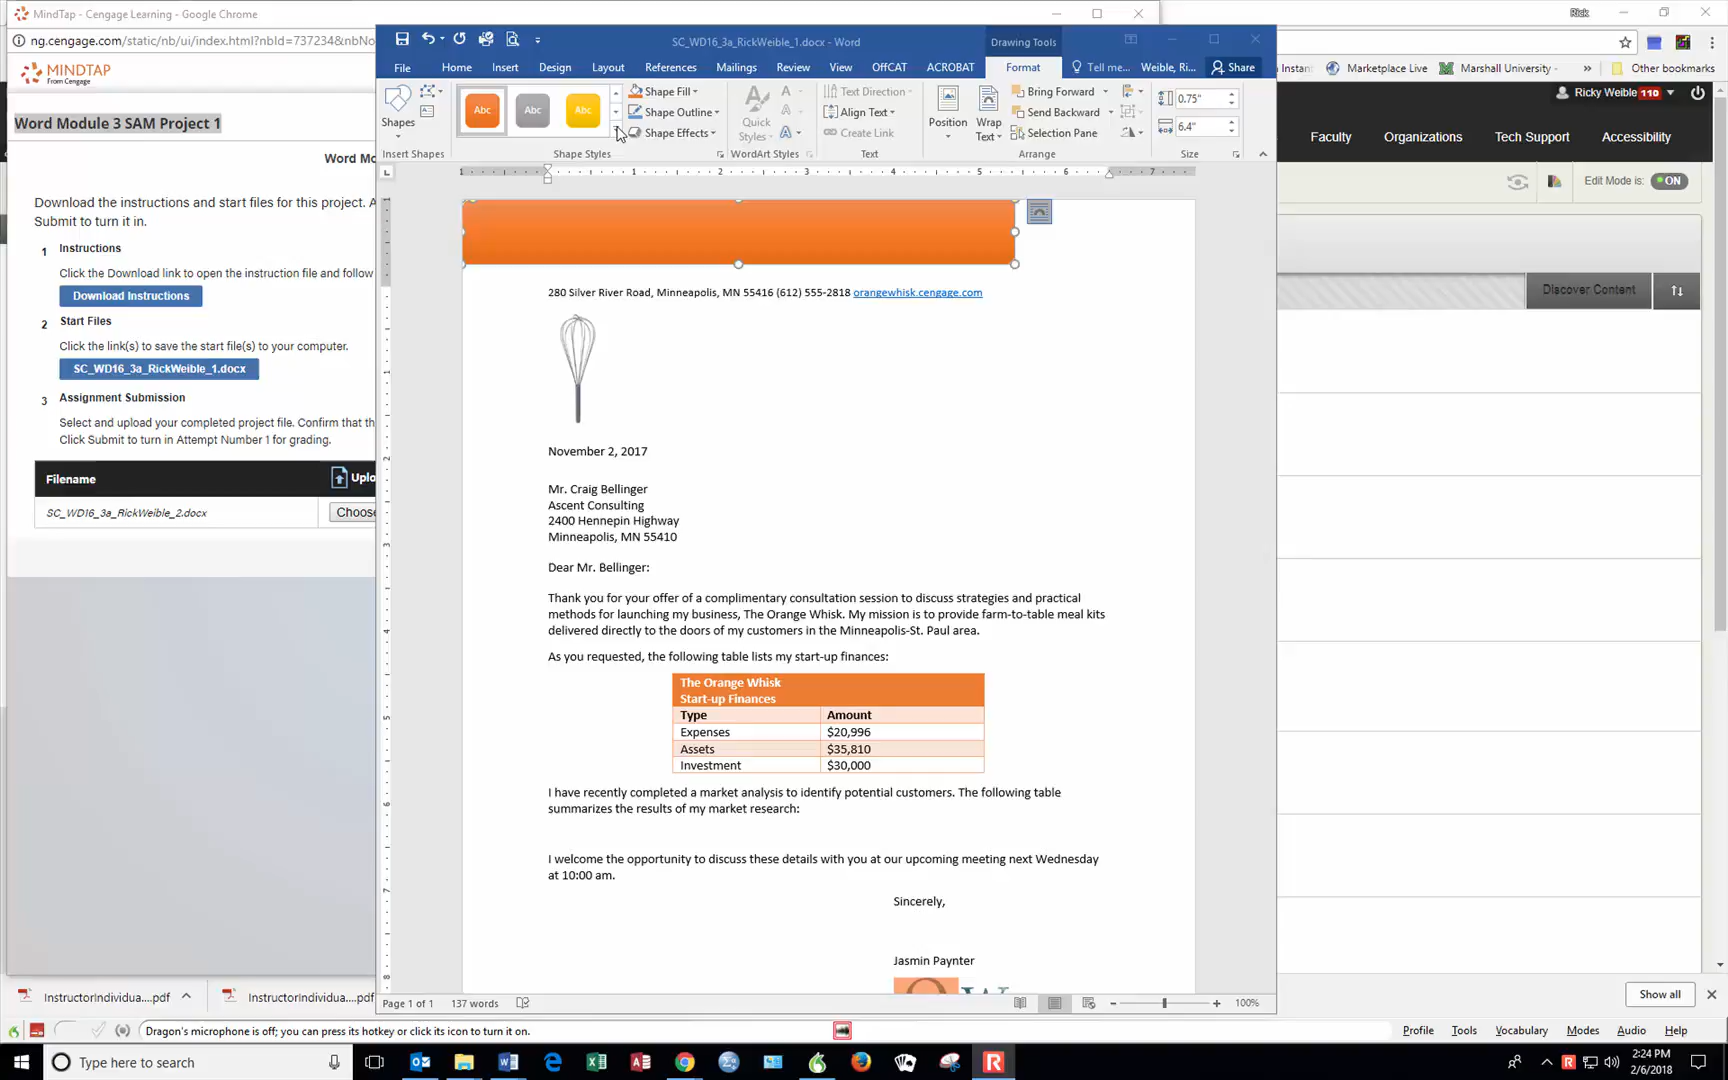 MindTap - Cengage Learning - Google Chrome
Rick
ng.cengage.com/static/nb/ui/index.html?nbId=737234&nbNo
MINDTAP
From Cengage
Word Module 3 SAM Project 1
Word Mo
Download the instructions and start files for this project. A
Submit to turn it in.
1 Instructions
Click the Download link to open the instruction file and follow
Download Instructions
2 Start Files
Click the link(s) to save the start file(s) to your computer.
SC_WD16_3a_RickWeible_1.docx
3 Assignment Submission
Select and upload your completed project file. Confirm that th
Click Submit to turn in Attempt Number 1 for grading.
Filename Uplo
SC_WD16_3a_RickWeible_2.docx Choose
SC_WD16_3a_RickWeible_1.docx - Word
Drawing Tools
File Home Insert Design Layout References Mailings Review View OffCAT ACROBAT Format Tell me... Weible, Ri... Share
Shapes
Insert Shapes
Abc Abc Abc
Shape Fill
Shape Outline
Shape Effects
Shape Styles
Quick
Styles
WordArt Styles
Text Direction
Align Text
Create Link
Text
Position
Wrap
Text
Bring Forward
Send Backward
Selection Pane
Arrange
0.75"
6.4"
Size
1 1 2 3 4 5 6 7
280 Silver River Road, Minneapolis, MN 55416 (612) 555-2818 orangewhisk.cengage.com
November 2, 2017
Mr. Craig Bellinger
Ascent Consulting
2400 Hennepin Highway
Minneapolis, MN 55410
Dear Mr. Bellinger:
Thank you for your offer of a complimentary consultation session to discuss strategies and practical
methods for launching my business, The Orange Whisk. My mission is to provide farm-to-table meal kits
delivered directly to the doors of my customers in the Minneapolis-St. Paul area.
As you requested, the following table lists my start-up finances:
The Orange Whisk
Start-up Finances
Type Amount
Expenses $20,996
Assets $35,810
Investment $30,000
I have recently completed a market analysis to identify potential customers. The following table
summarizes the results of my market research:
I welcome the opportunity to discuss these details with you at our upcoming meeting next Wednesday
at 10:00 am.
Sincerely,
Jasmin Paynter
Page 1 of 1 137 words
100%
Instant
Marketplace Live
Marshall University -
Other bookmarks
Ricky Weible 110
Faculty Organizations Tech Support Accessibility
Edit Mode is: ON
Discover Content
InstructorIndividua....pdf
InstructorIndividua....pdf
Show all
Dragon's microphone is off; you can press its hotkey or click its icon to turn it on.
Profile Tools Vocabulary Modes Audio Help
Type here to search
2:24 PM
2/6/2018